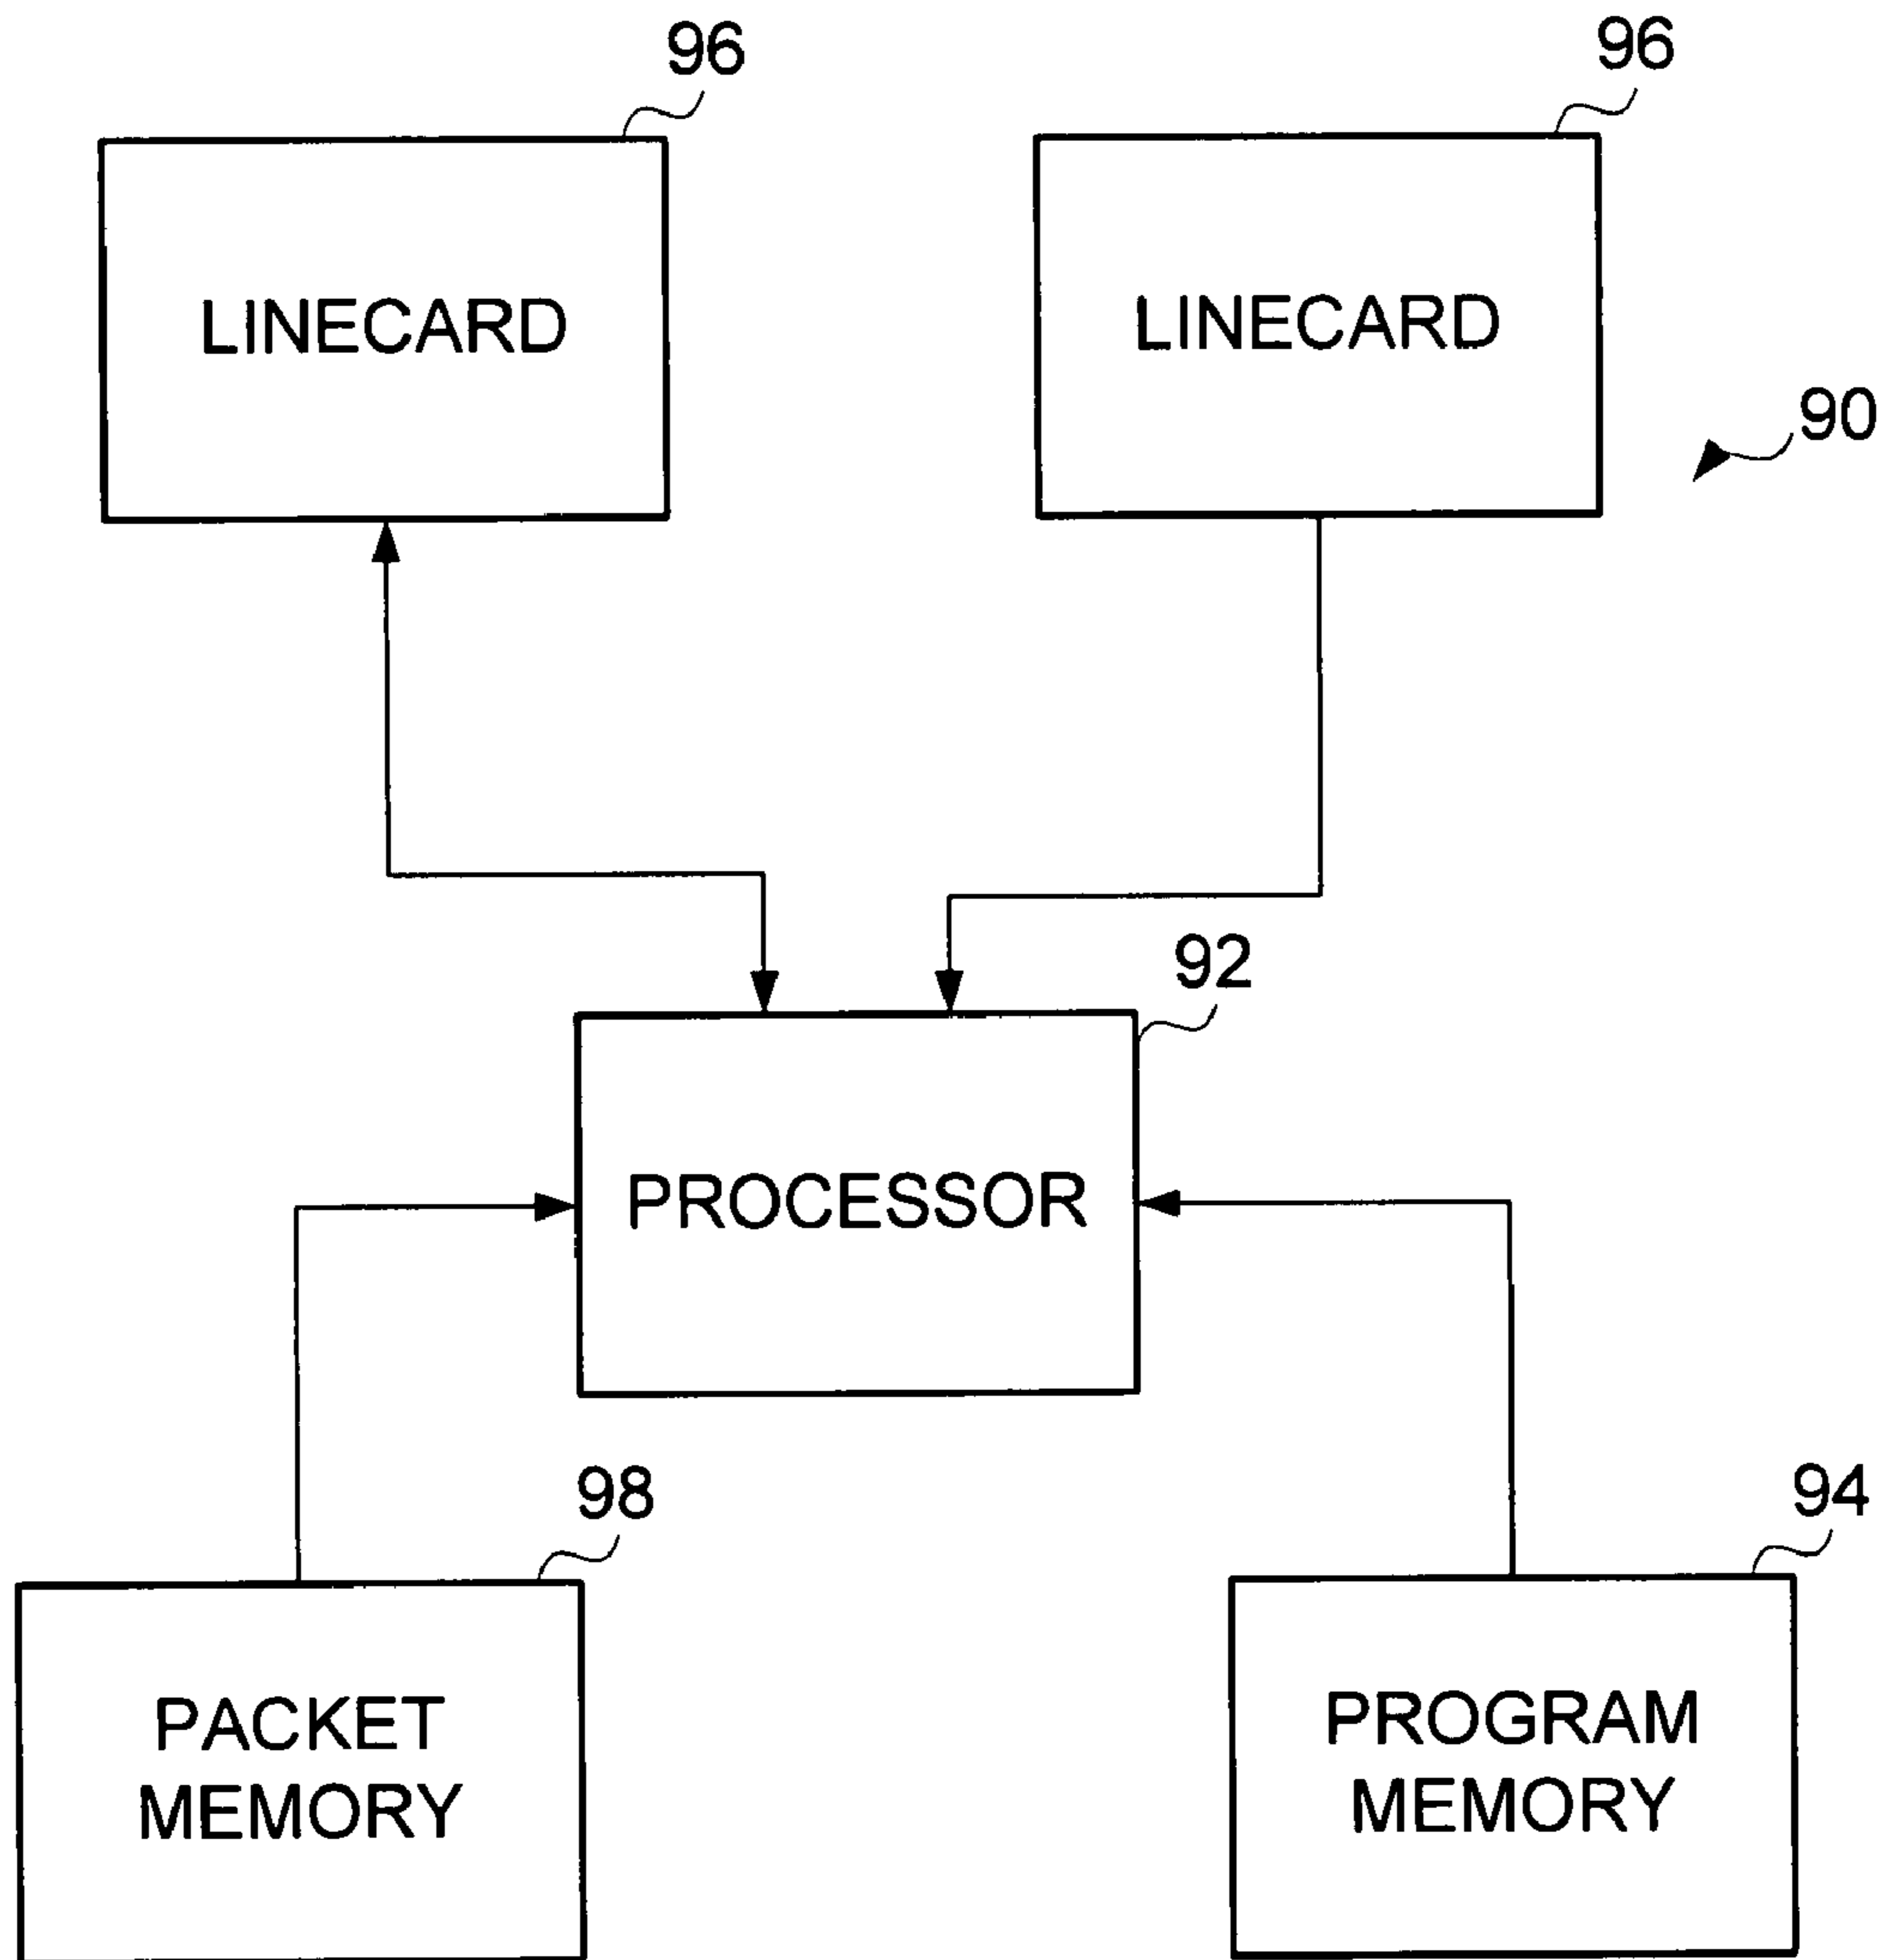 96
96
LINECARD
LINECARD
90
92
PROCESSOR
98
94
PACKET
MEMORY
PROGRAM
MEMORY